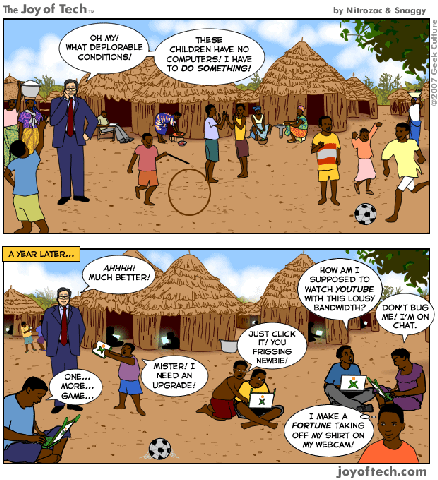 The Joy of Tech™
by Nitrozac & Snaggy
OH MY!
WHAT DEPLORABLE
CONDITIONS!
THESE
CHILDREN HAVE NO
COMPUTERS! I HAVE
TO DO SOMETHING!
©2007 Geek Culture
A YEAR LATER...
AHHHH!
MUCH BETTER!
ONE...
MORE...
GAME...
MISTER! I
NEED AN
UPGRADE!
JUST CLICK
IT! YOU
FRIGGING
NEWBIE!
HOW AM I
SUPPOSED TO
WATCH YOUTUBE
WITH THIS LOUSY
BANDWIDTH?
DON'T BUG
ME! I'M ON
CHAT.
I MAKE A
FORTUNE TAKING
OFF MY SHIRT ON
MY WEBCAM!
joyoftech.com